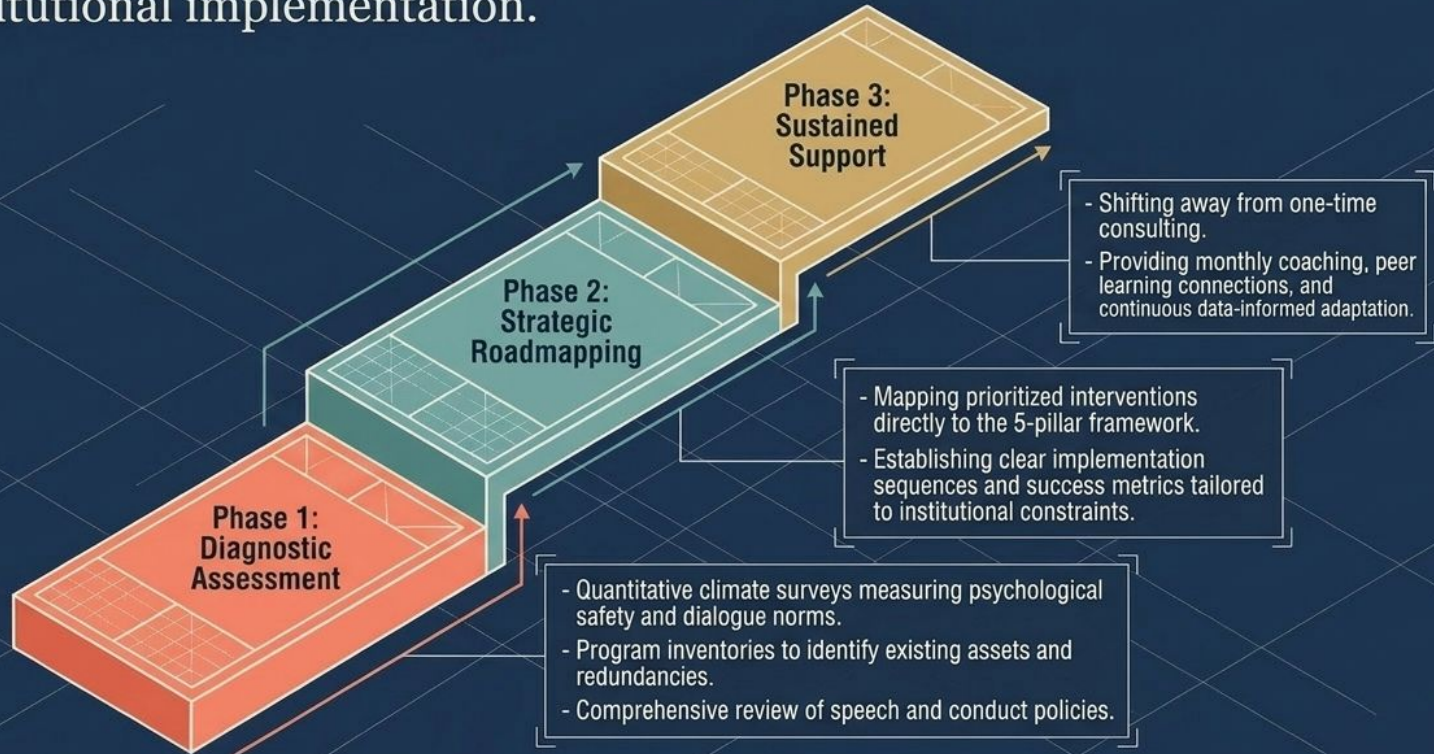 itutional implementation.
Phase 3:
Sustained
Support
- Shifting away from one-time
consulting.
- Providing monthly coaching, peer
learning connections, and
continuous data-informed adaptation.
Phase 2:
Strategic
Roadmapping
- Mapping prioritized interventions
directly to the 5-pillar framework.
- Establishing clear implementation
sequences and success metrics tailored
to institutional constraints.
Phase 1:
Diagnostic
Assessment
- Quantitative climate surveys measuring psychological
safety and dialogue norms.
- Program inventories to identify existing assets and
redundancies.
- Comprehensive review of speech and conduct policies.